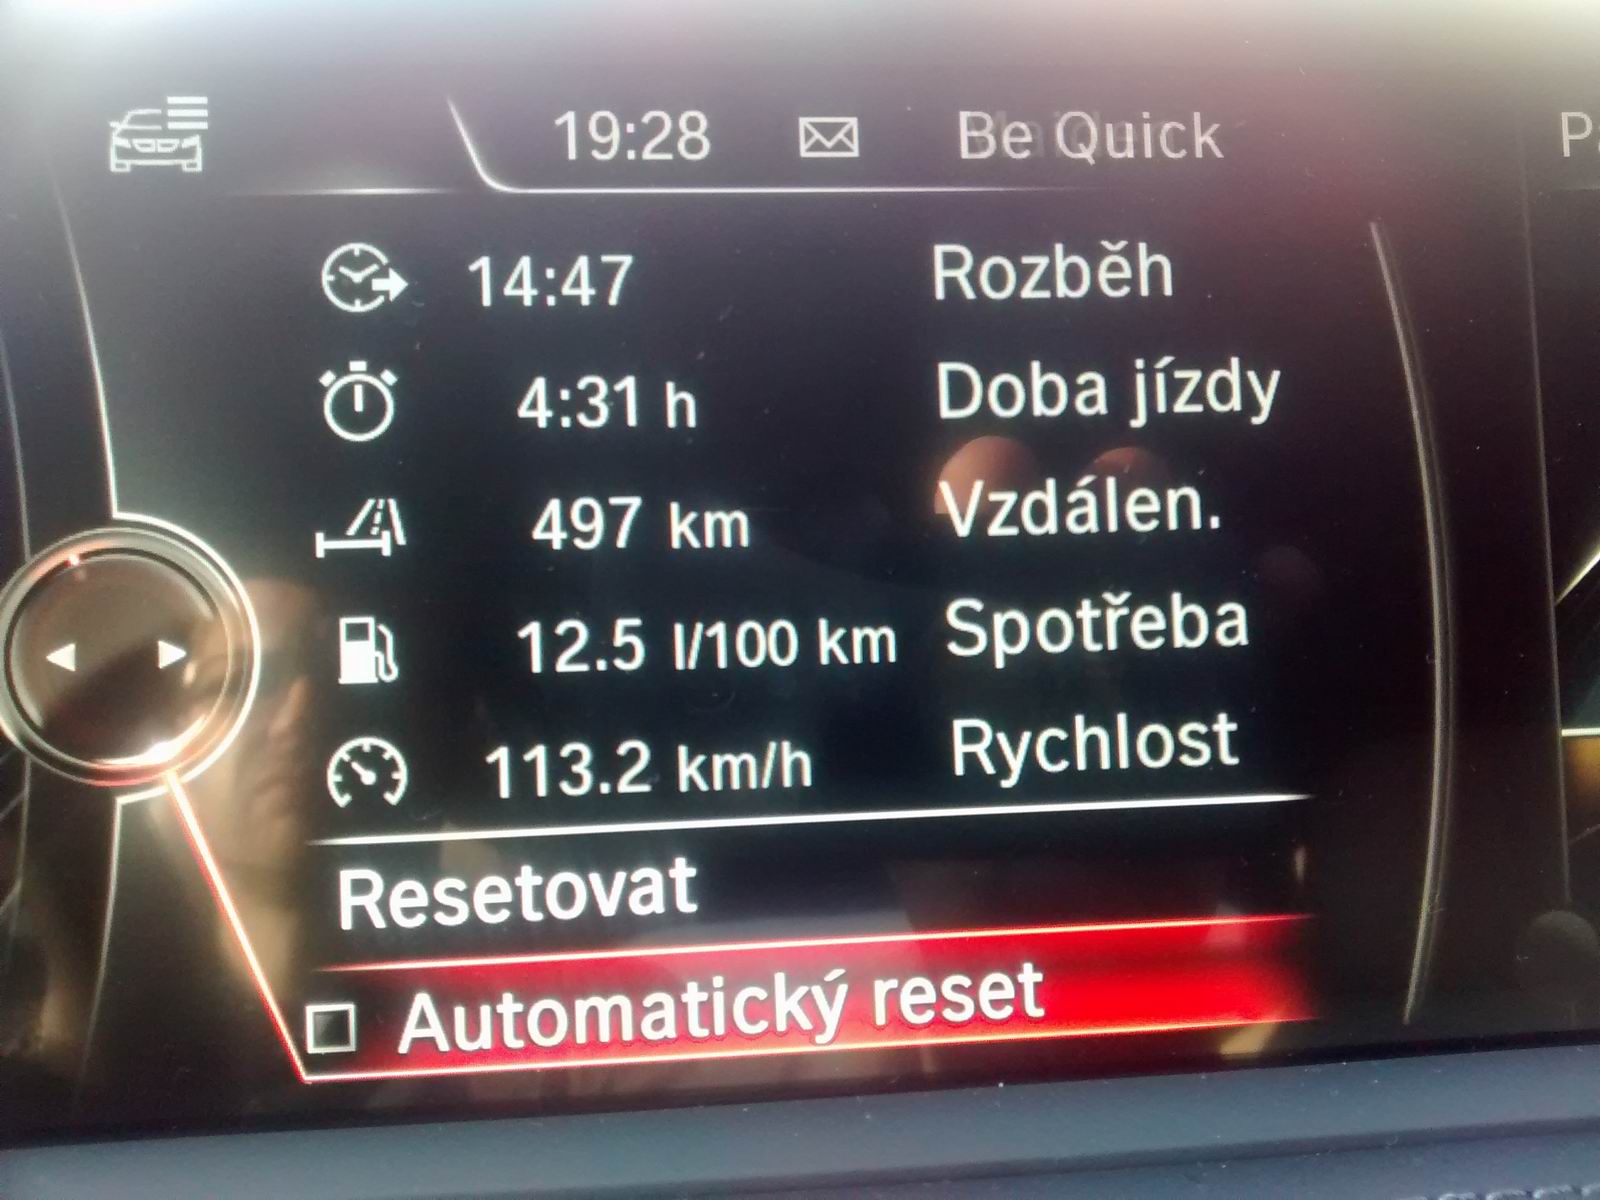 19:28 Be Quick
14:47 Rozběh
4:31 h Doba jízdy
497 km Vzdálen.
12.5 l/100 km Spotřeba
113.2 km/h Rychlost
Resetovat
Automatický reset